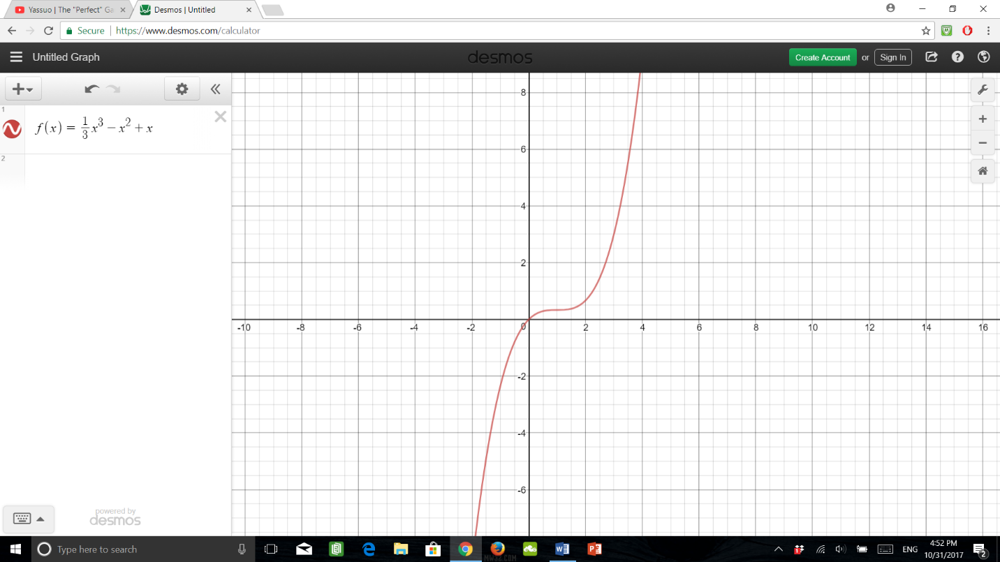 Yassuo | The "Perfect" Ga
Desmos | Untitled
Secure
https://www.desmos.com/calculator
Untitled Graph
desmos
Create Account
or
Sign In
1
f(x) = 1/3 x^3 − x^2 + x
2
8
6
4
2
-10 -8 -6 -4 -2 0 2 4 6 8 10 12 14 16
-2
-4
-6
powered by
desmos
Type here to search
MW32.COM
ENG
4:52 PM
10/31/2017
2